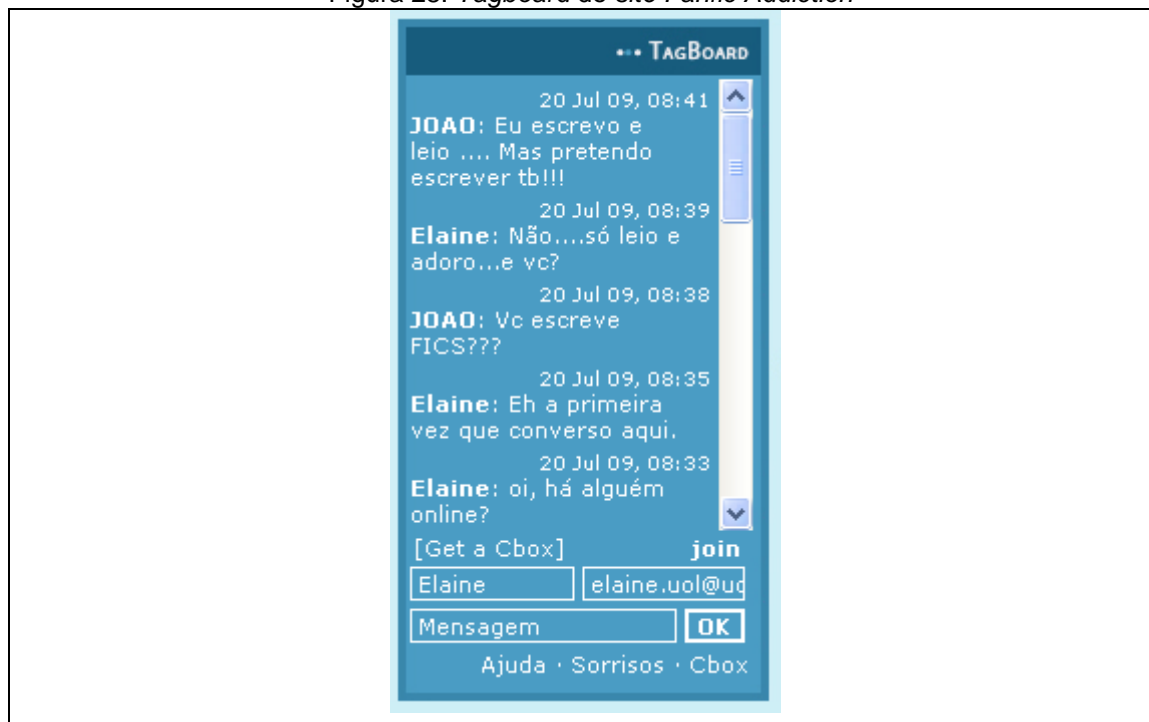 Figura 28: Tagboard do site Fanfic Addiction
••• TagBoard
20 Jul 09, 08:41
JOAO: Eu escrevo e
leio .... Mas pretendo
escrever tb!!!
20 Jul 09, 08:39
Elaine: Não....só leio e
adoro...e vc?
20 Jul 09, 08:38
JOAO: Vc escreve
FICS???
20 Jul 09, 08:35
Elaine: Eh a primeira
vez que converso aqui.
20 Jul 09, 08:33
Elaine: oi, há alguém
online?
[Get a Cbox] join
Elaine elaine.uol@uo
Mensagem OK
Ajuda · Sorrisos · Cbox